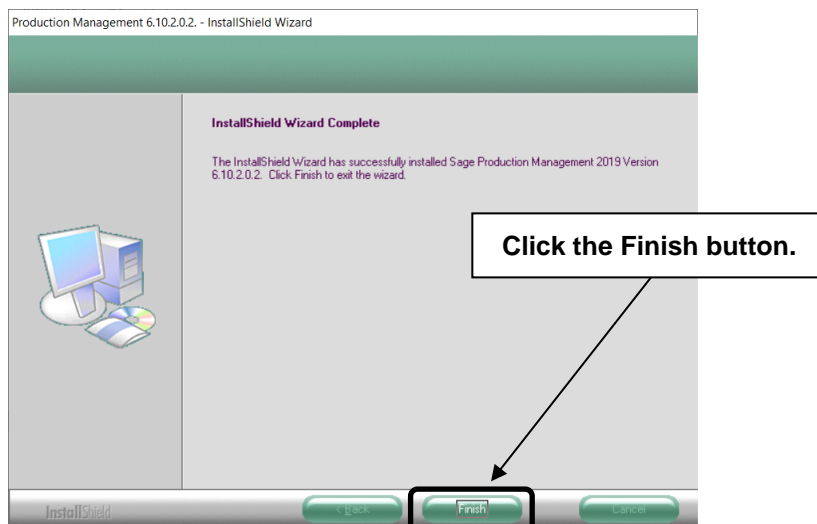 Production Management 6.10.2.0.2. - InstallShield Wizard
InstallShield Wizard Complete
The InstallShield Wizard has successfully installed Sage Production Management 2019 Version
6.10.2.0.2. Click Finish to exit the wizard.
Click the Finish button.
InstallShield
< Back
Finish
Cancel